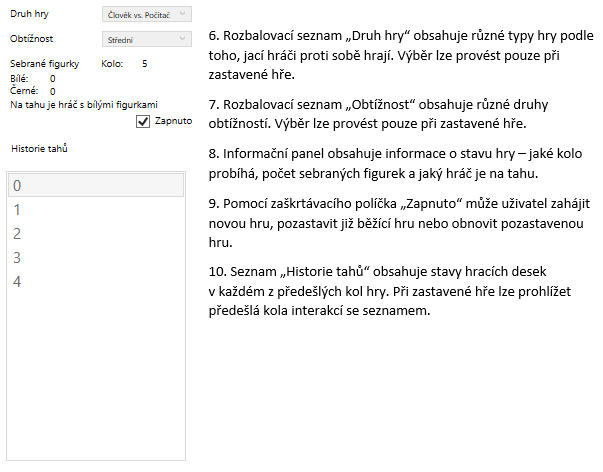 Druh hry
Člověk vs. Počítač
Obtížnost
Střední
Sebrané figurky
Kolo:
5
Bílé:
0
Černé:
0
Na tahu je hráč s bílými figurkami
Zapnuto
Historie tahů
0
1
2
3
4
6. Rozbalovací seznam „Druh hry“ obsahuje různé typy hry podle
toho, jací hráči proti sobě hrají. Výběr lze provést pouze při
zastavené hře.
7. Rozbalovací seznam „Obtížnost“ obsahuje různé druhy
obtížností. Výběr lze provést pouze při zastavené hře.
8. Informační panel obsahuje informace o stavu hry – jaké kolo
probíhá, počet sebraných figurek a jaký hráč je na tahu.
9. Pomocí zaškrtávacího políčka „Zapnuto“ může uživatel zahájit
novou hru, pozastavit již běžící hru nebo obnovit pozastavenou
hru.
10. Seznam „Historie tahů“ obsahuje stavy hracích desek
v každém z předešlých kol hry. Při zastavené hře lze prohlížet
předešlá kola interakcí se seznamem.